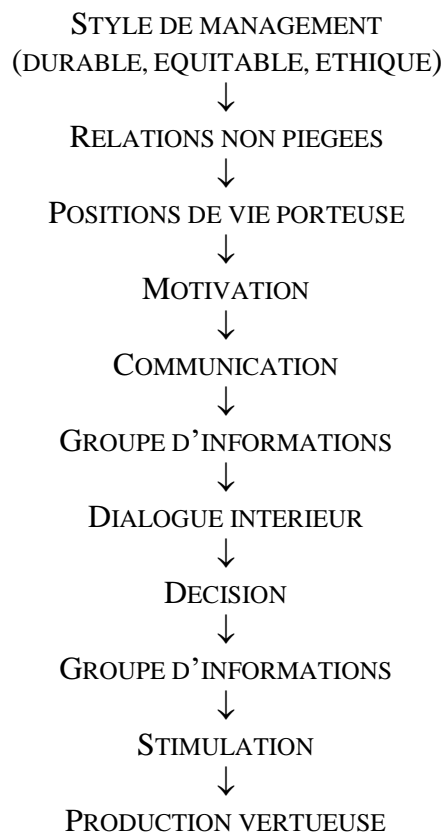 STYLE DE MANAGEMENT
(DURABLE, EQUITABLE, ETHIQUE)
↓
RELATIONS NON PIEGEES
↓
POSITIONS DE VIE PORTEUSE
↓
MOTIVATION
↓
COMMUNICATION
↓
GROUPE D'INFORMATIONS
↓
DIALOGUE INTERIEUR
↓
DECISION
↓
GROUPE D'INFORMATIONS
↓
STIMULATION
↓
PRODUCTION VERTUEUSE